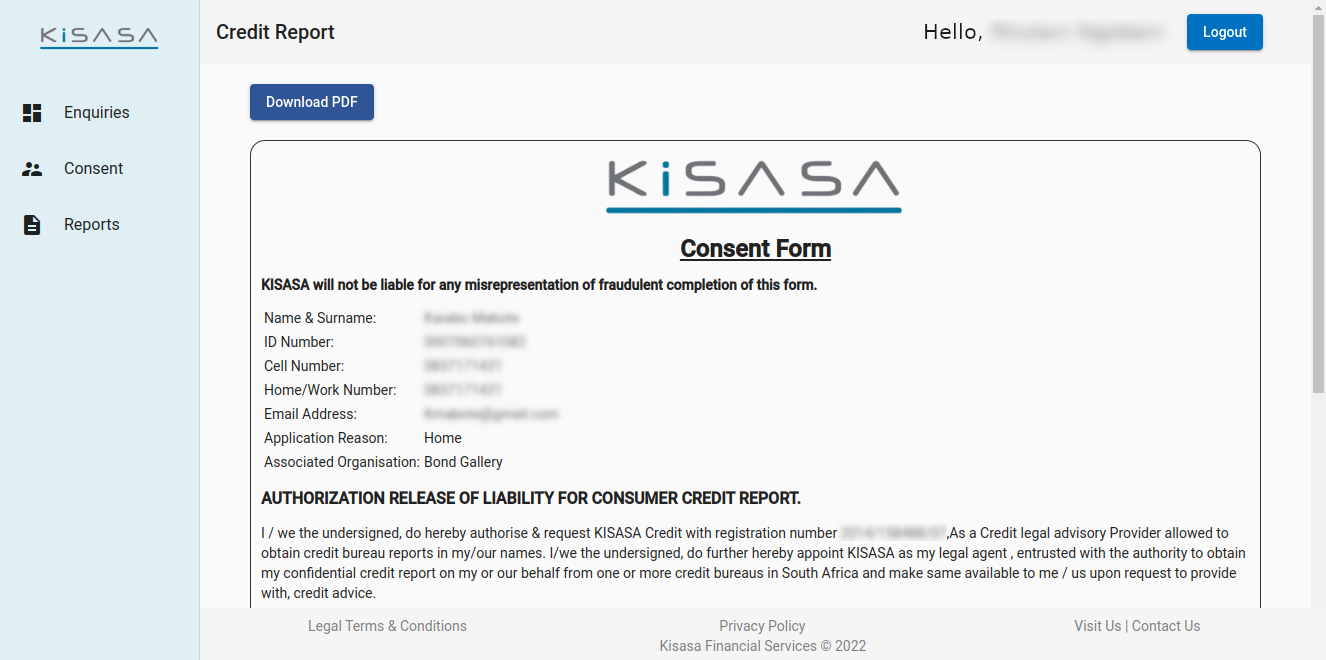 KiSASA
Credit Report
Hello,
Logout
Enquiries
Consent
Reports
Download PDF
KiSASA
Consent Form
KISASA will not be liable for any misrepresentation of fraudulent completion of this form.
Name & Surname:
ID Number:
Cell Number:
Home/Work Number:
Email Address:
Application Reason: Home
Associated Organisation: Bond Gallery
AUTHORIZATION RELEASE OF LIABILITY FOR CONSUMER CREDIT REPORT.
I / we the undersigned, do hereby authorise & request KISASA Credit with registration number ,As a Credit legal advisory Provider allowed to
obtain credit bureau reports in my/our names. I/we the undersigned, do further hereby appoint KISASA as my legal agent , entrusted with the authority to obtain
my confidential credit report on my or our behalf from one or more credit bureaus in South Africa and make same available to me / us upon request to provide
with, credit advice.
Legal Terms & Conditions
Privacy Policy
Visit Us | Contact Us
Kisasa Financial Services © 2022